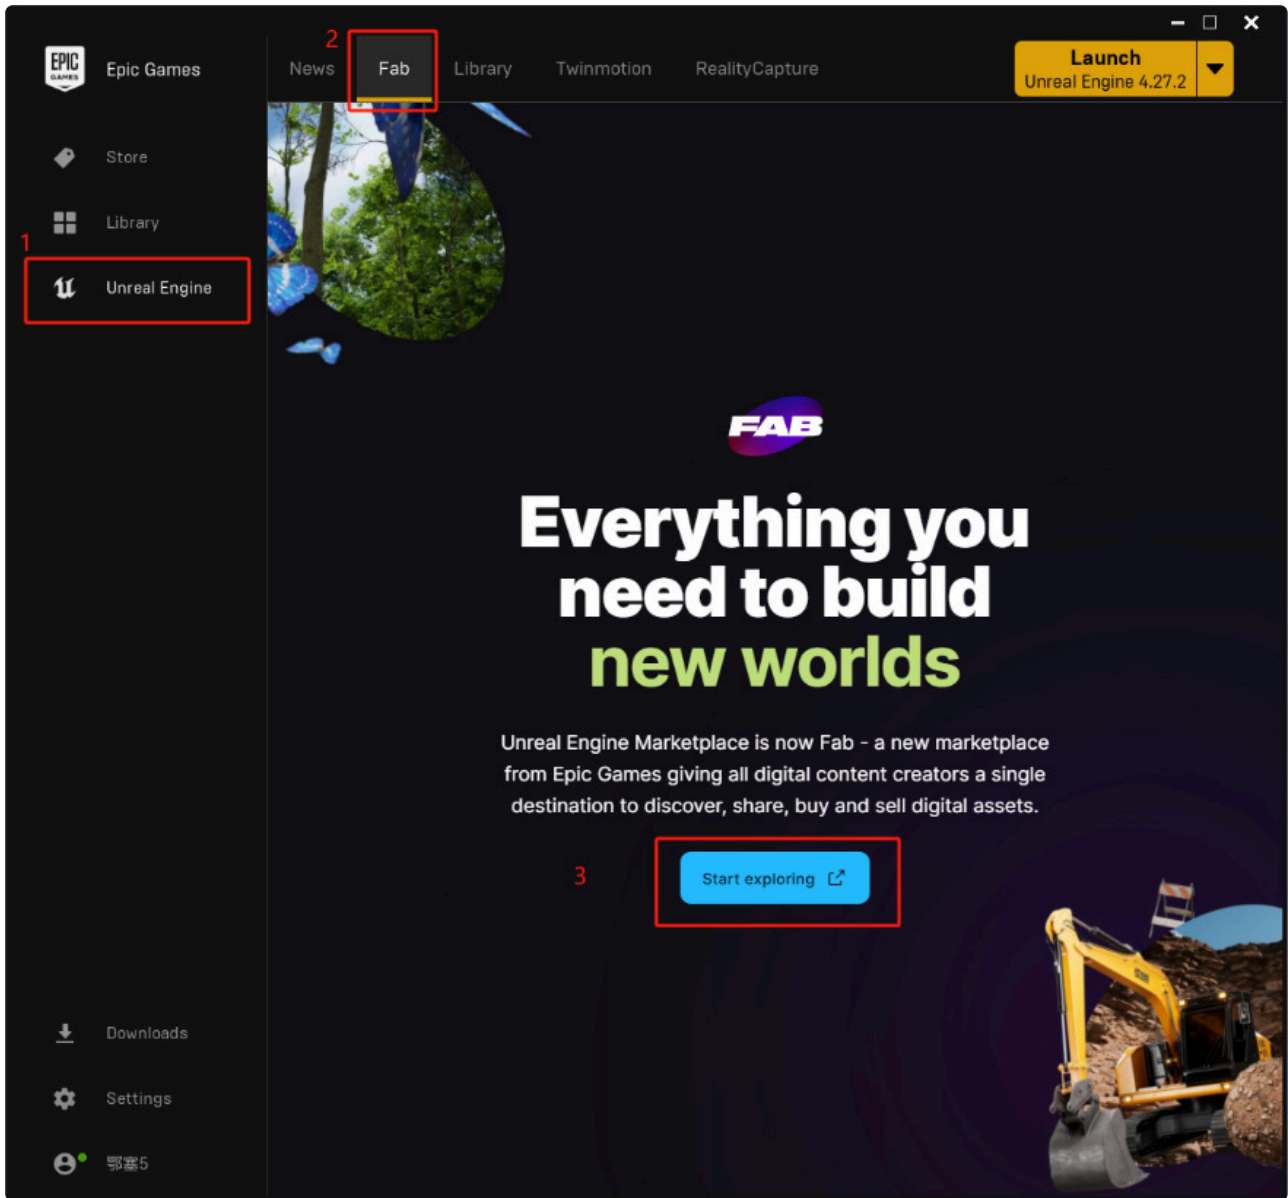 EPIC
GAMES
Epic Games
2
News
Fab
Library
Twinmotion
RealityCapture
Launch
Unreal Engine 4.27.2
Store
Library
1
Unreal Engine
FAB
Everything you
need to build
new worlds
Unreal Engine Marketplace is now Fab - a new marketplace
from Epic Games giving all digital content creators a single
destination to discover, share, buy and sell digital assets.
3
Start exploring
Downloads
Settings
鄂塞5